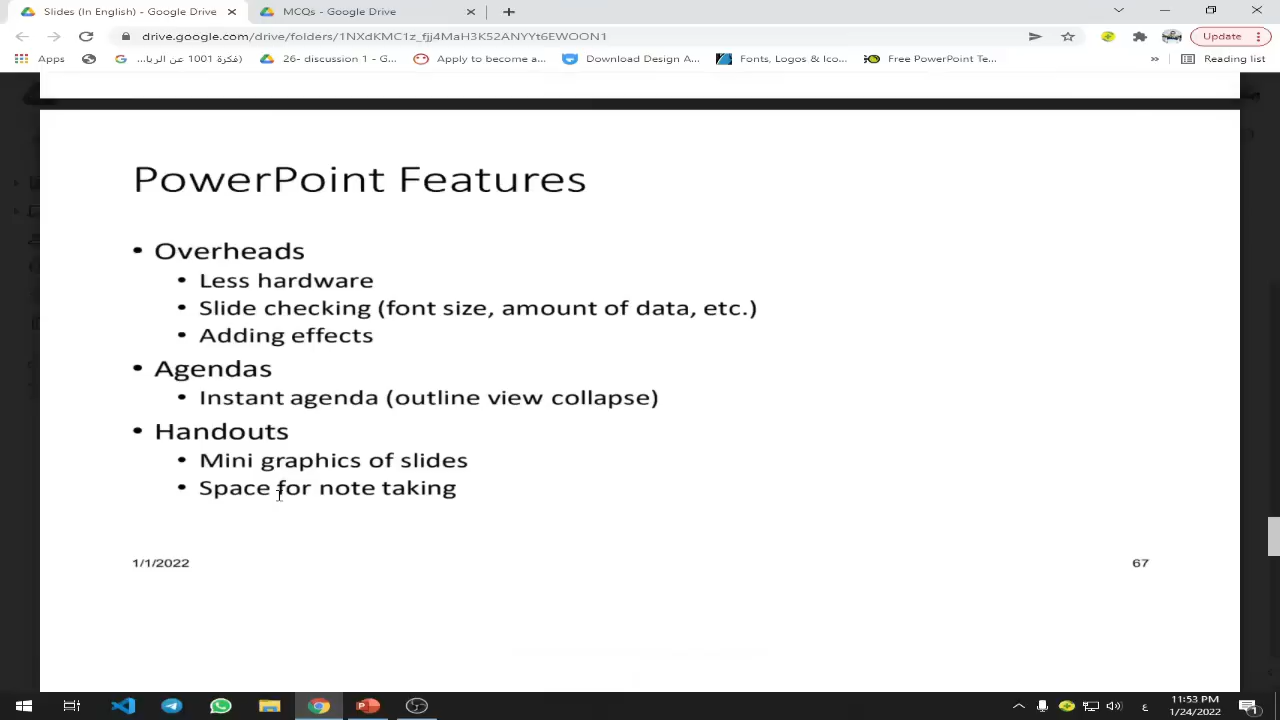 (5) Slides English - Google Drive
MCQ - Google Drive
drive.google.com/drive/folders/1NXdKMC1z_fjj4MaH3K52ANYYt6EWOON1
Update
Apps
فكرة) 1001 عن الريا...
26- discussion 1 - G...
Apply to become a...
Download Design A...
Fonts, Logos & Ico...
Free PowerPoint Te...
»
Reading list
PowerPoint Features
• Overheads
• Less hardware
• Slide checking (font size, amount of data, etc.)
• Adding effects
• Agendas
• Instant agenda (outline view collapse)
• Handouts
• Mini graphics of slides
• Space for note taking
1/1/2022
67
ع
11:53 PM
1/24/2022